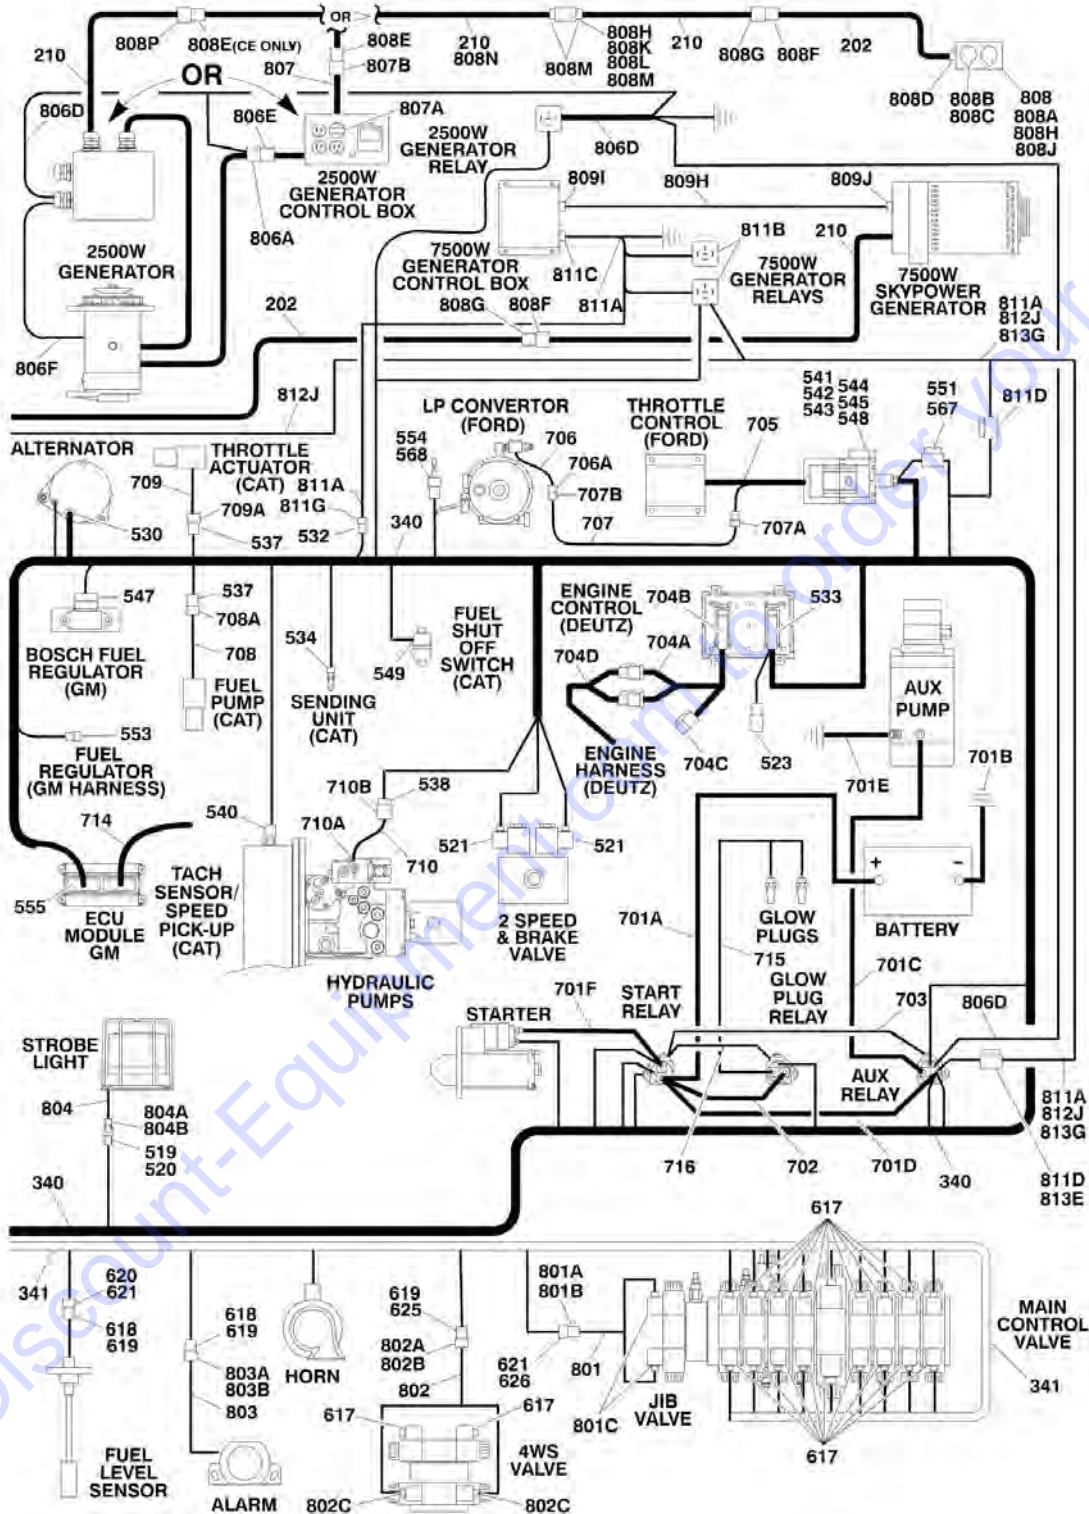 OR
808P
808E(CE ONLY)
808E
210
808N
808H
808K
808L
808M
808M
210
808G
808F
202
210
OR
807
807B
808D
808B
808C
808
808A
808H
808J
806D
806E
807A
2500W
GENERATOR
RELAY
806D
2500W
GENERATOR
CONTROL BOX
806A
809I
809H
809J
210
2500W
GENERATOR
7500W
GENERATOR
CONTROL BOX
811C
811A
811B
7500W
GENERATOR
RELAYS
7500W
SKYPOWER
GENERATOR
202
808G
808F
811A
812J
813G
806F
812J
LP CONVERTOR
(FORD)
THROTTLE
CONTROL
(FORD)
541
542
543
544
545
548
551
567
811D
ALTERNATOR
THROTTLE
ACTUATOR
(CAT)
554
568
706
705
709
811A
811G
706A
707B
709A
530
537
532
340
707
707A
547
537
708A
ENGINE
CONTROL
(DEUTZ)
704B
533
BOSCH FUEL
REGULATOR
(GM)
708
534
549
FUEL
SHUT
OFF
SWITCH
(CAT)
704A
704D
FUEL
PUMP
(CAT)
SENDING
UNIT
(CAT)
AUX
PUMP
553
FUEL
REGULATOR
(GM HARNESS)
ENGINE
HARNESS
(DEUTZ)
704C
523
701E
701B
714
540
710B
538
710A
710
521
521
555
ECU
MODULE
GM
TACH
SENSOR/
SPEED
PICK-UP
(CAT)
2 SPEED
& BRAKE
VALVE
701A
GLOW
PLUGS
+
-
BATTERY
715
HYDRAULIC
PUMPS
701F
START
RELAY
GLOW
PLUG
RELAY
701C
703
806D
STROBE
LIGHT
STARTER
AUX
RELAY
804
804A
804B
519
520
811A
812J
813G
716
702
701D
340
811D
813E
340
617
341
620
621
618
619
618
619
803A
803B
803
HORN
619
625
802A
802B
802
801A
801B
621
626
801
MAIN
CONTROL
VALVE
341
617
617
801C
JIB
VALVE
617
FUEL
LEVEL
SENSOR
4WS
VALVE
ALARM
802C
802C
Discount-Equipment.com to order your